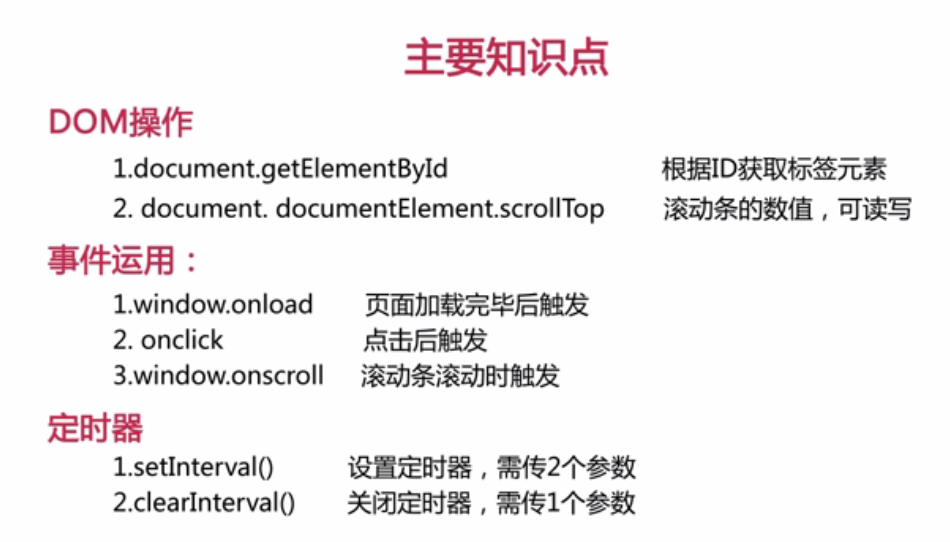 主要知识点
DOM操作
1.document.getElementById 根据ID获取标签元素
2. document. documentElement.scrollTop 滚动条的数值，可读写
事件运用：
1.window.onload 页面加载完毕后触发
2. onclick 点击后触发
3.window.onscroll 滚动条滚动时触发
定时器
1.setInterval() 设置定时器，需传2个参数
2.clearInterval() 关闭定时器，需传1个参数